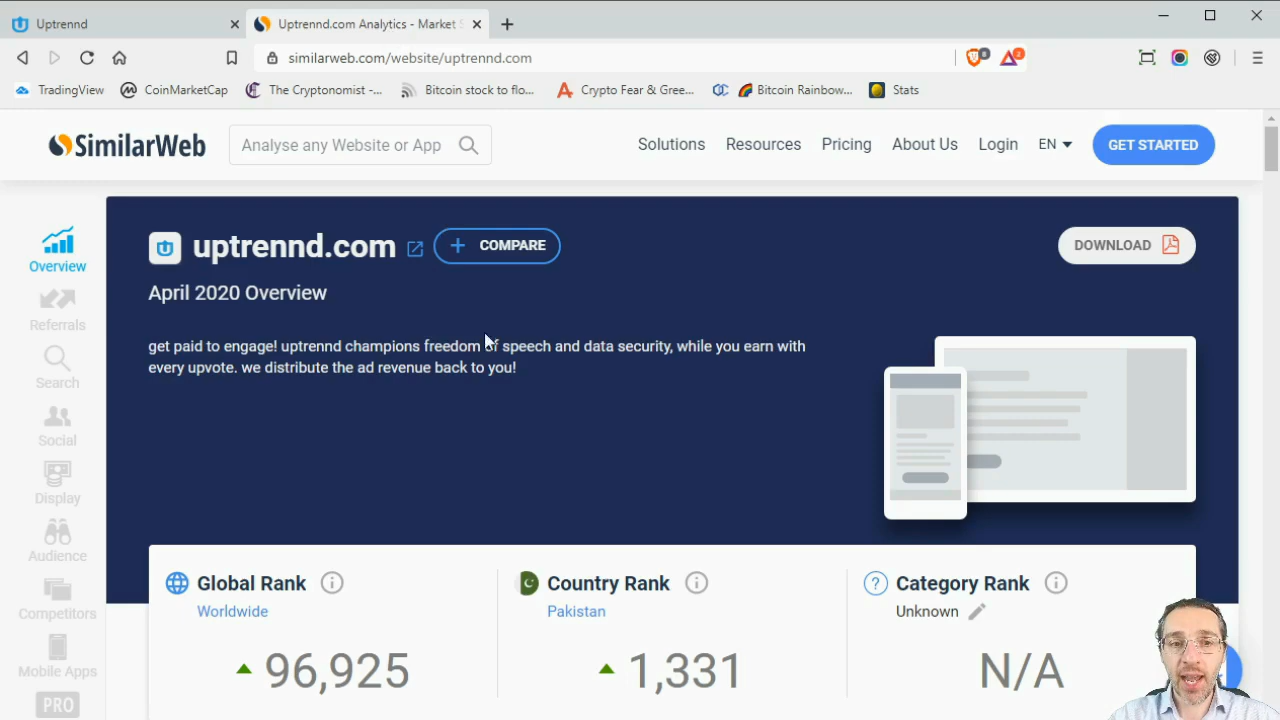 Uptrennd
Uptrennd.com Analytics - Market S
similarweb.com/website/uptrennd.com
8
2
TradingView
CoinMarketCap
The Cryptonomist -...
Bitcoin stock to flo...
Crypto Fear & Gree...
Bitcoin Rainbow...
Stats
SimilarWeb
Analyse any Website or App
Solutions
Resources
Pricing
About Us
Login
EN
GET STARTED
Overview
Referrals
Search
Social
Display
Audience
Competitors
Mobile Apps
PRO
uptrennd.com
+ COMPARE
DOWNLOAD
April 2020 Overview
get paid to engage! uptrennd champions freedom of speech and data security, while you earn with
every upvote. we distribute the ad revenue back to you!
Global Rank
Worldwide
96,925
Country Rank
Pakistan
1,331
Category Rank
Unknown
N/A